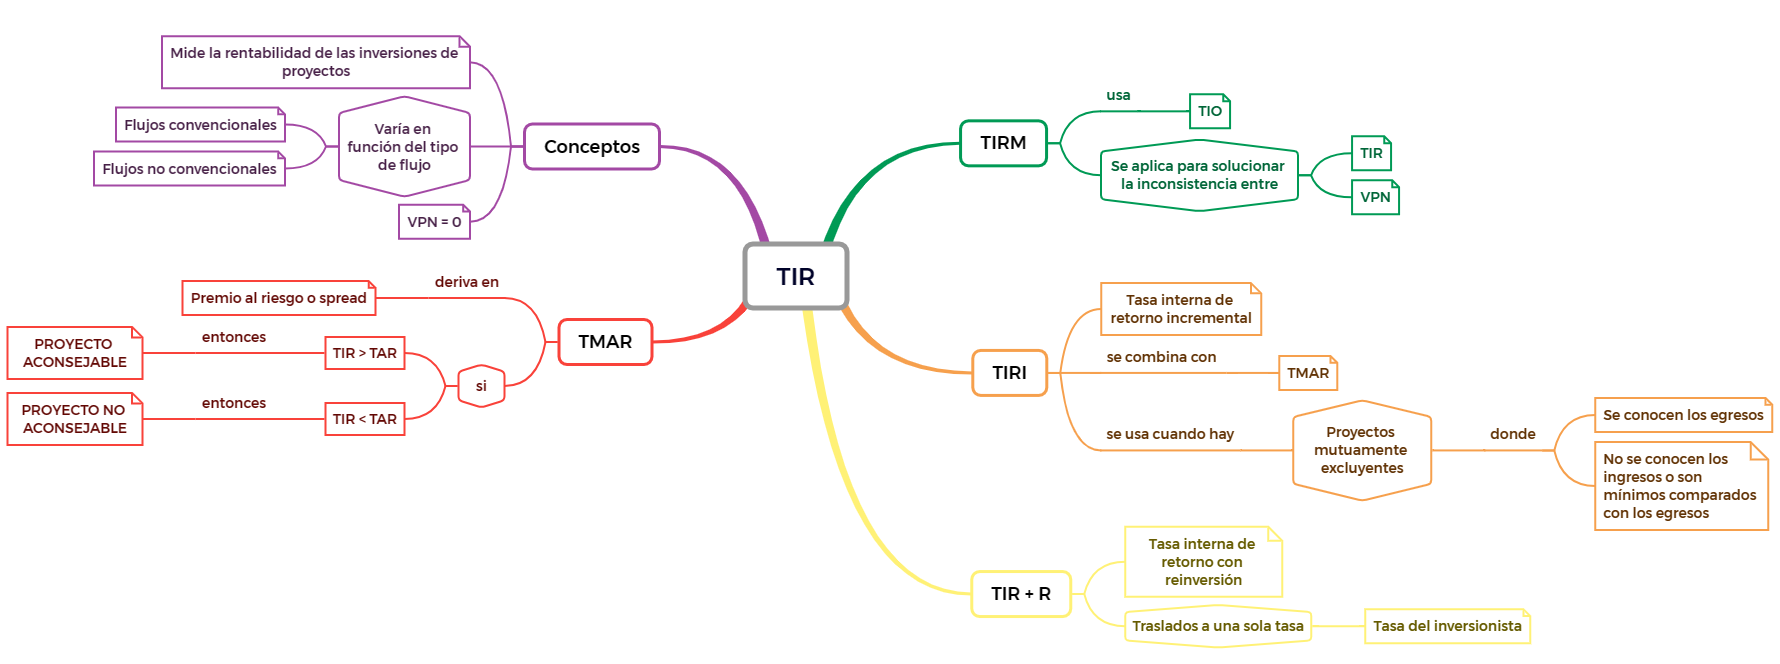 TIR
Conceptos
Mide la rentabilidad de las inversiones de
proyectos
Varía en
función del tipo
de flujo
Flujos convencionales
Flujos no convencionales
VPN = 0
TMAR
deriva en
Premio al riesgo o spread
si
TIR > TAR
entonces
PROYECTO
ACONSEJABLE
TIR < TAR
entonces
PROYECTO NO
ACONSEJABLE
TIRM
usa
TIO
Se aplica para solucionar
la inconsistencia entre
TIR
VPN
TIRI
Tasa interna de
retorno incremental
se combina con
TMAR
se usa cuando hay
Proyectos
mutuamente
excluyentes
donde
Se conocen los egresos
No se conocen los
ingresos o son
mínimos comparados
con los egresos
TIR + R
Tasa interna de
retorno con
reinversión
Traslados a una sola tasa
Tasa del inversionista